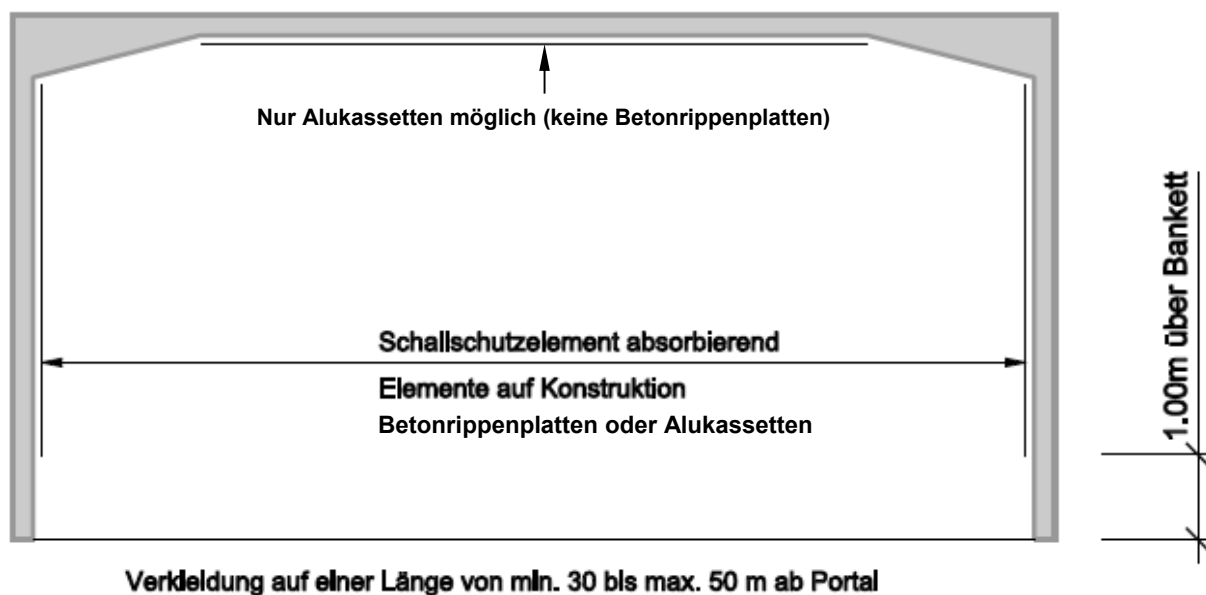 Nur Alukassetten möglich (keine Betonrippenplatten)
Schallschutzelement absorbierend
Elemente auf Konstruktion
Betonrippenplatten oder Alukassetten
1.00m über Bankett
Verkleidung auf einer Länge von min. 30 bis max. 50 m ab Portal